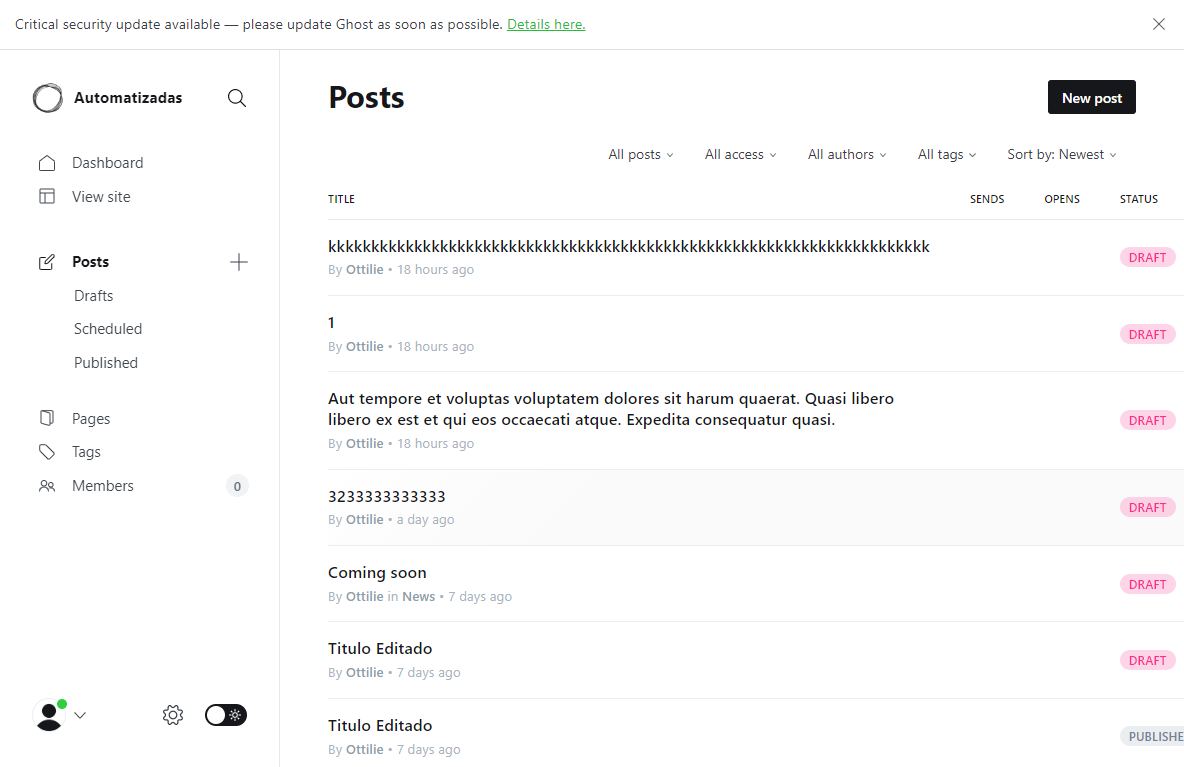 Critical security update available — please update Ghost as soon as possible. Details here.
Automatizadas
Dashboard
View site
Posts
Drafts
Scheduled
Published
Pages
Tags
Members 0
Posts
New post
All posts All access All authors All tags Sort by: Newest
TITLE SENDS OPENS STATUS
kkkkkkkkkkkkkkkkkkkkkkkkkkkkkkkkkkkkkkkkkkkkkkkkkkkkkkkkkkkkkkkkkkkkkk
By Ottilie • 18 hours ago
DRAFT
1
By Ottilie • 18 hours ago
DRAFT
Aut tempore et voluptas voluptatem dolores sit harum quaerat. Quasi libero
libero ex est et qui eos occaecati atque. Expedita consequatur quasi.
By Ottilie • 18 hours ago
DRAFT
3233333333333
By Ottilie • a day ago
DRAFT
Coming soon
By Ottilie in News • 7 days ago
DRAFT
Titulo Editado
By Ottilie • 7 days ago
DRAFT
Titulo Editado
By Ottilie • 7 days ago
PUBLISHE